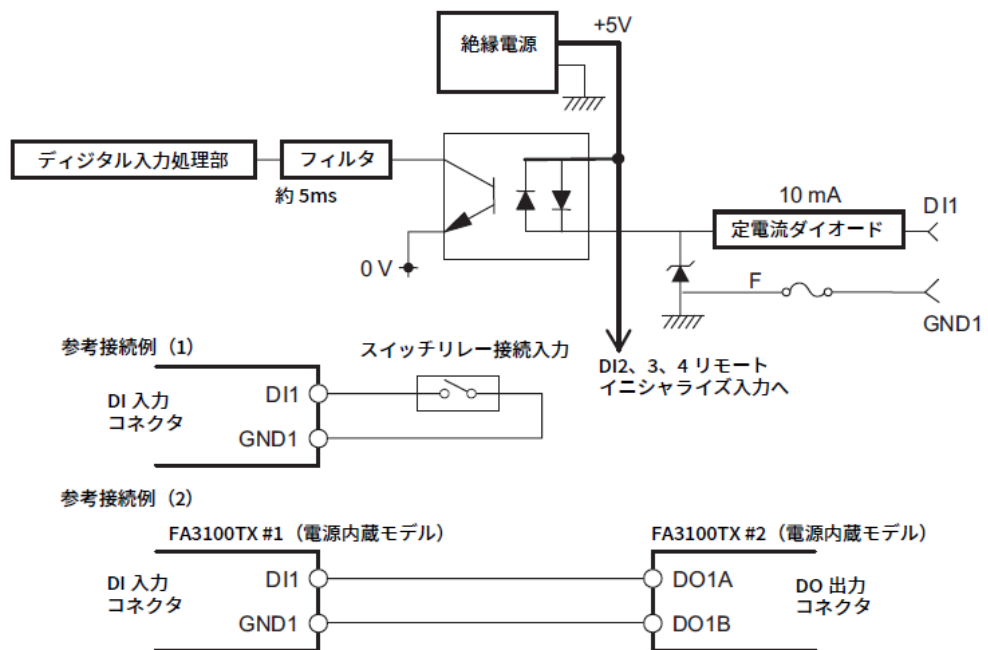 +5V
絶縁電源
ディジタル入力処理部
フィルタ
約 5ms
10 mA
定電流ダイオード
DI1
0 V
F
GND1
DI2、3、4 リモート
イニシャライズ入力へ
参考接続例（1）
スイッチリレー接続入力
DI 入力
コネクタ
DI1
GND1
参考接続例（2）
FA3100TX #1（電源内蔵モデル）
FA3100TX #2（電源内蔵モデル）
DI 入力
コネクタ
DI1
GND1
DO1A
DO1B
DO 出力
コネクタ